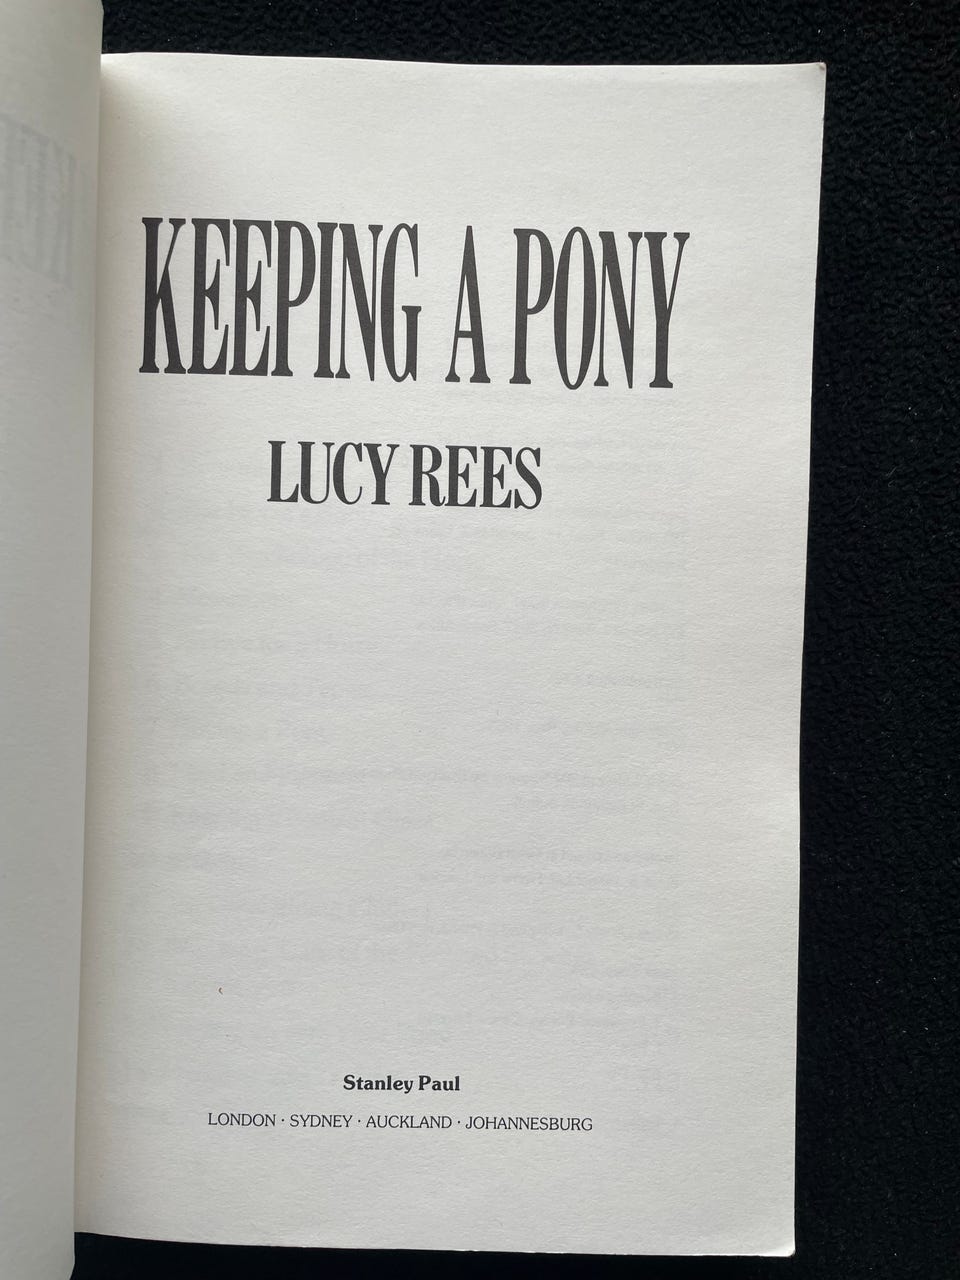 KEEPING A PONY
LUCY REES
Stanley Paul
LONDON · SYDNEY · AUCKLAND · JOHANNESBURG